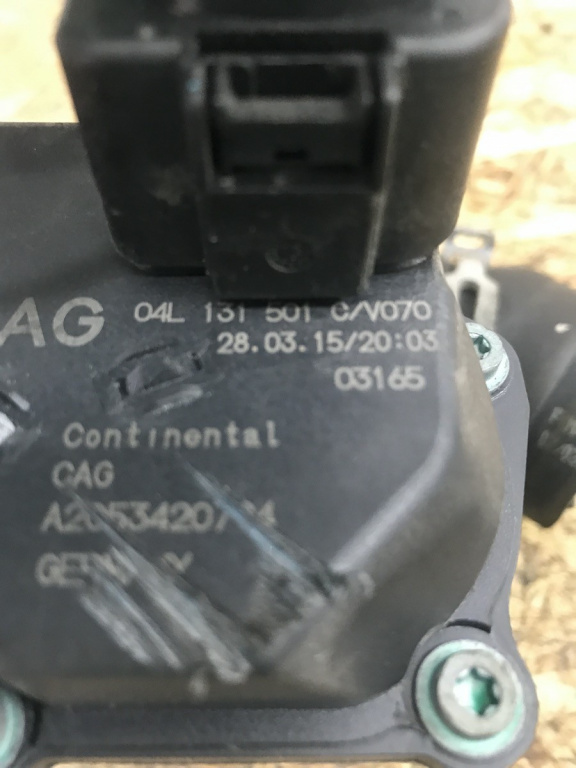 AG 04L 131 501 C/V070
28.03.15/20:03
03165
Continental
CAG